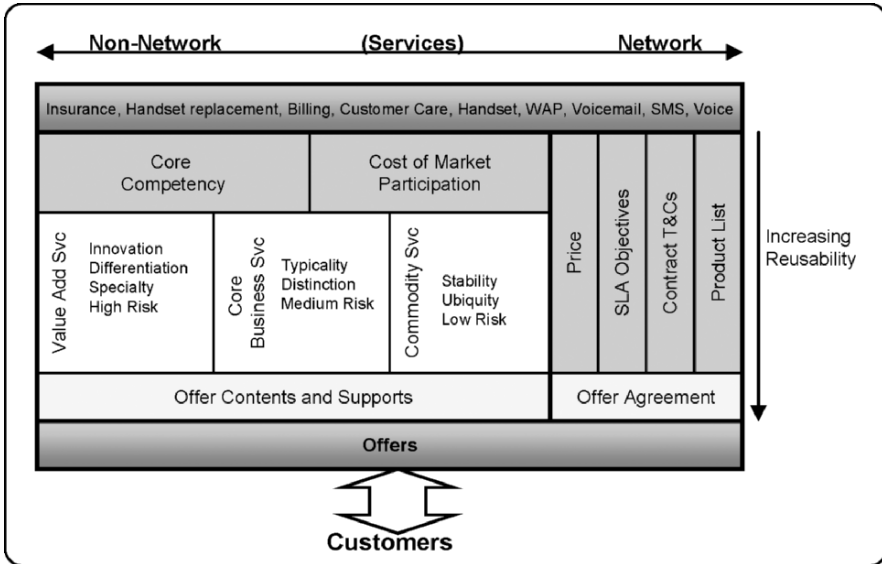 Non-Network (Services) Network
Insurance, Handset replacement, Billing, Customer Care, Handset, WAP, Voicemail, SMS, Voice
Core
Competency
Cost of Market
Participation
Value Add Svc
Innovation
Differentiation
Specialty
High Risk
Core
Business Svc
Typicality
Distinction
Medium Risk
Commodity Svc
Stability
Ubiquity
Low Risk
Price
SLA Objectives
Contract T&Cs
Product List
Increasing
Reusability
Offer Contents and Supports
Offer Agreement
Offers
Customers